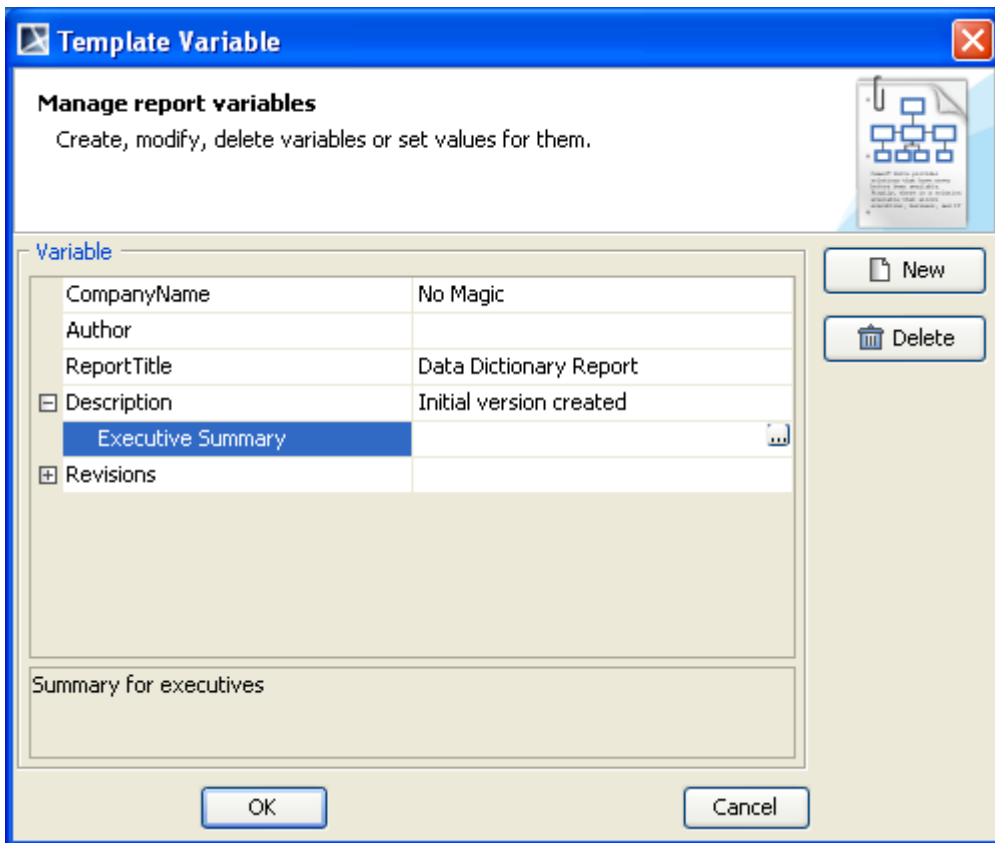 Template Variable
Manage report variables
Create, modify, delete variables or set values for them.
Variable
New
Delete
CompanyName No Magic
Author
ReportTitle Data Dictionary Report
Description Initial version created
Executive Summary ...
Revisions
Summary for executives
OK Cancel